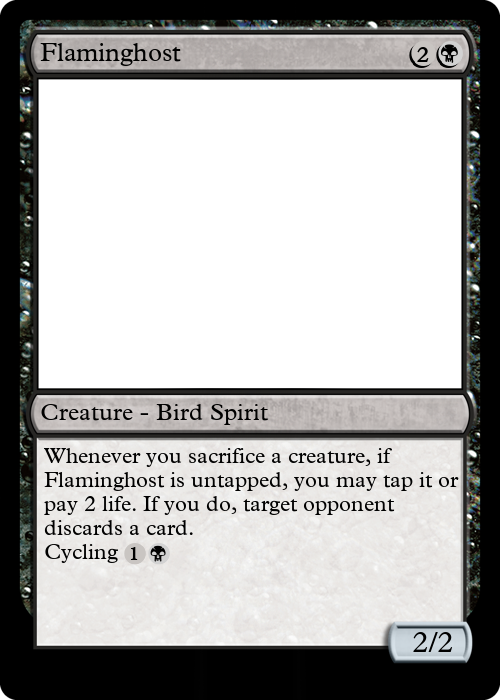 Flaminghost 2
Creature - Bird Spirit
Whenever you sacrifice a creature, if
Flaminghost is untapped, you may tap it or
pay 2 life. If you do, target opponent
discards a card.
Cycling 1
2/2